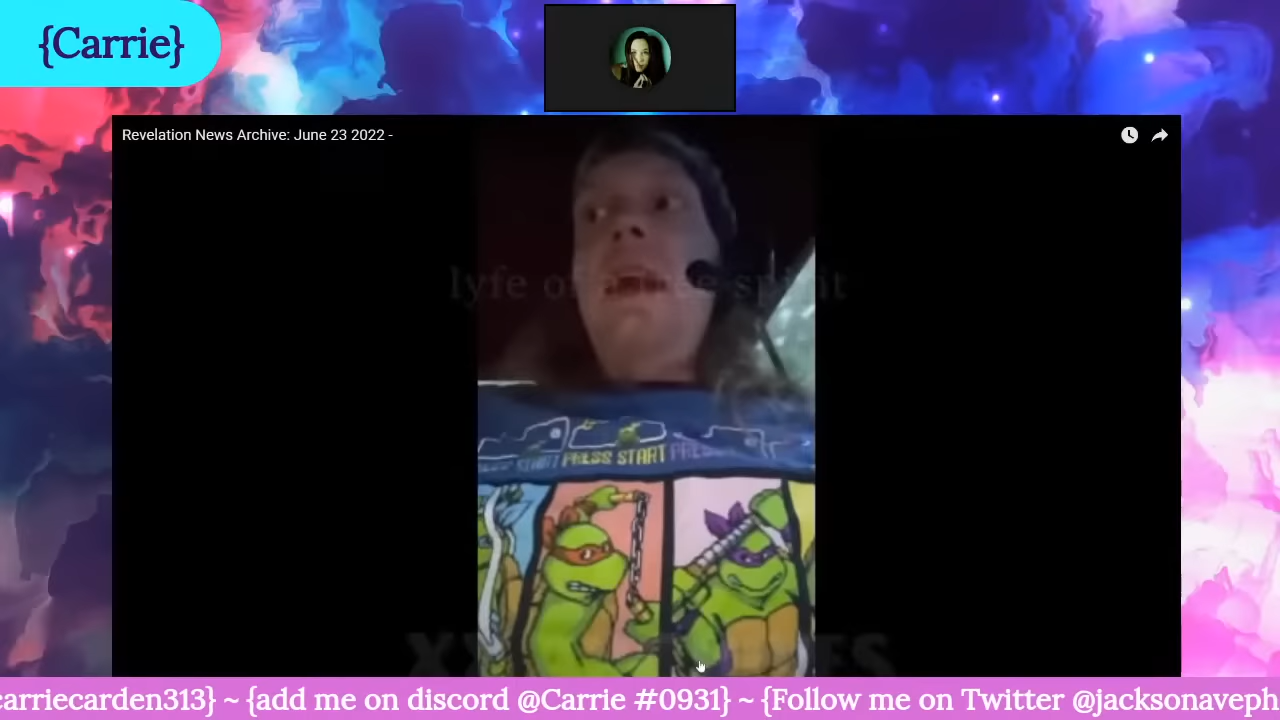 {Carrie}
Revelation News Archive: June 23 2022 -
PRESS START
carriecarden313} ~ {add me on discord @Carrie #0931} ~ {Follow me on Twitter @jacksonaveph